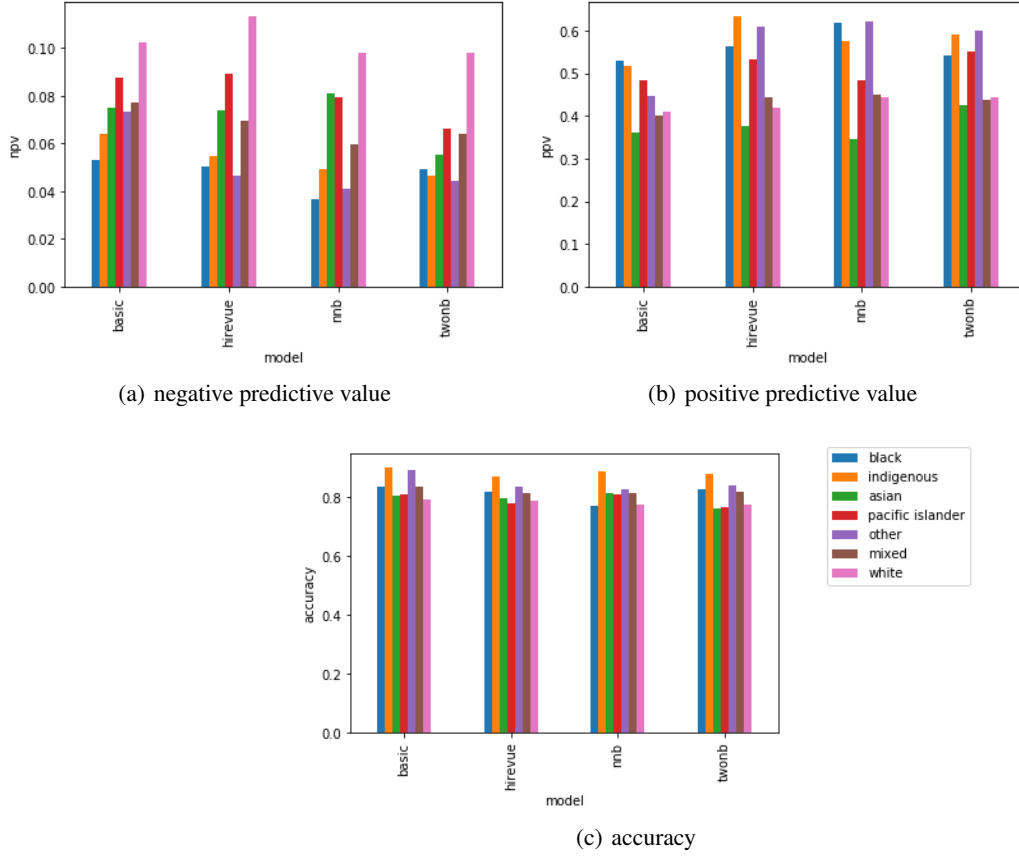 0.10
0.08
0.06
0.04
0.02
0.00
npv
basic
hirevue
nnb
twonb
model
(a) negative predictive value
0.6
0.5
0.4
0.3
0.2
0.1
0.0
ppv
basic
hirevue
nnb
twonb
model
(b) positive predictive value
0.8
0.6
0.4
0.2
0.0
accuracy
basic
hirevue
nnb
twonb
model
(c) accuracy
black
indigenous
asian
pacific islander
other
mixed
white